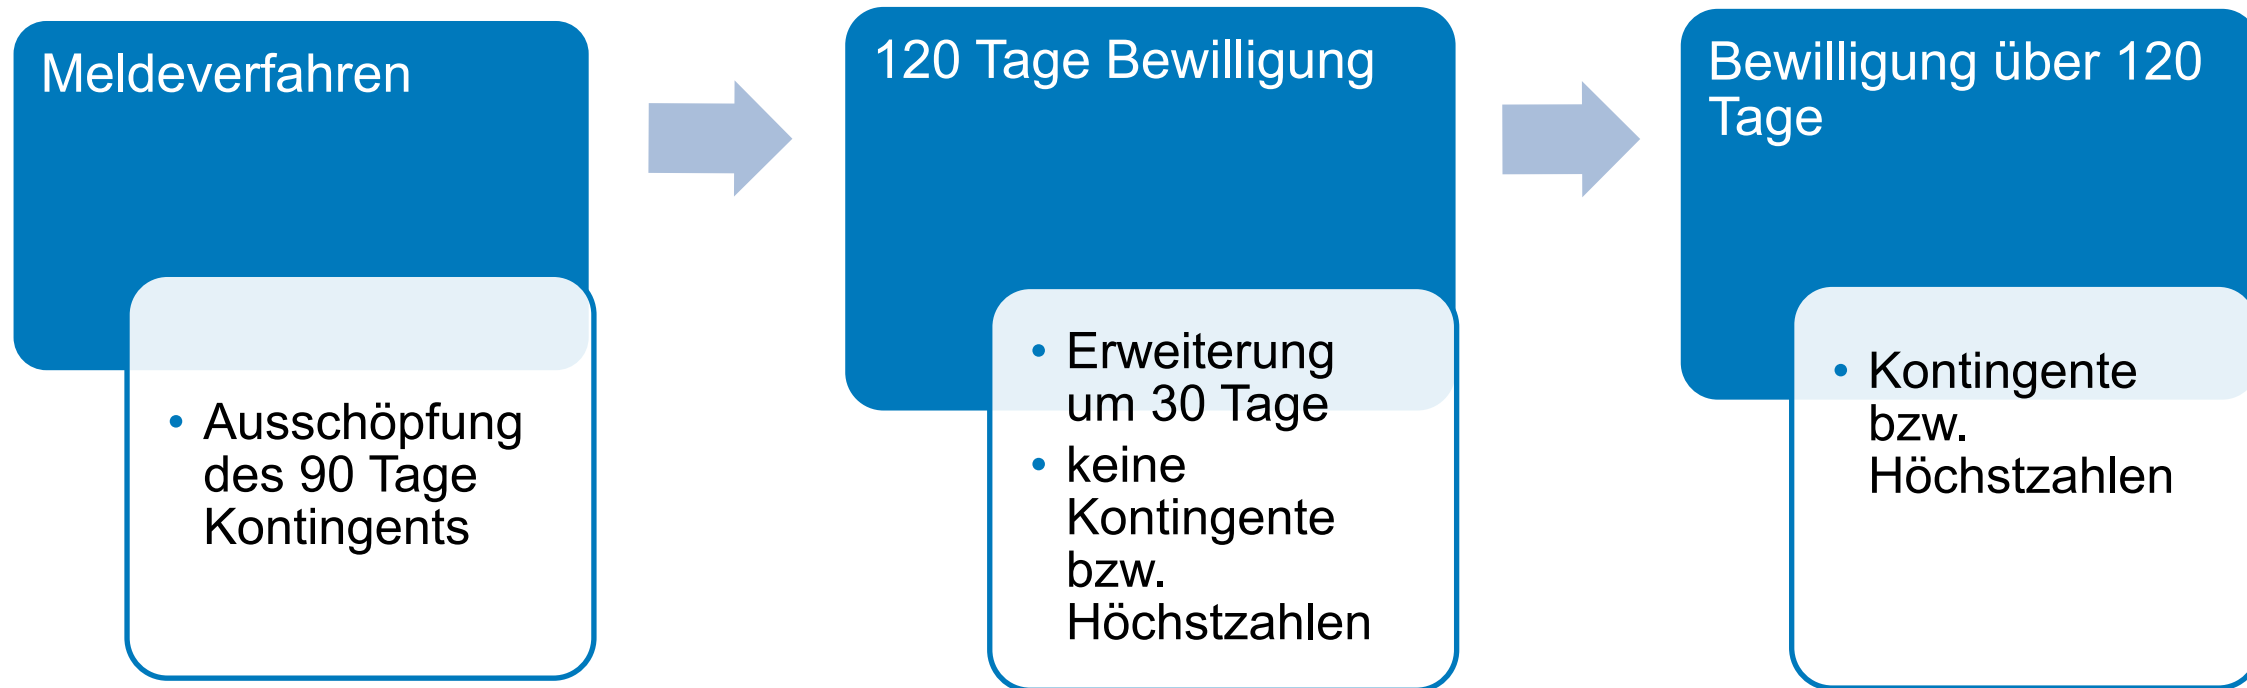 Meldeverfahren
• Ausschöpfung
des 90 Tage
Kontingents
120 Tage Bewilligung
• Erweiterung
um 30 Tage
• keine
Kontingente
bzw.
Höchstzahlen
Bewilligung über 120
Tage
• Kontingente
bzw.
Höchstzahlen